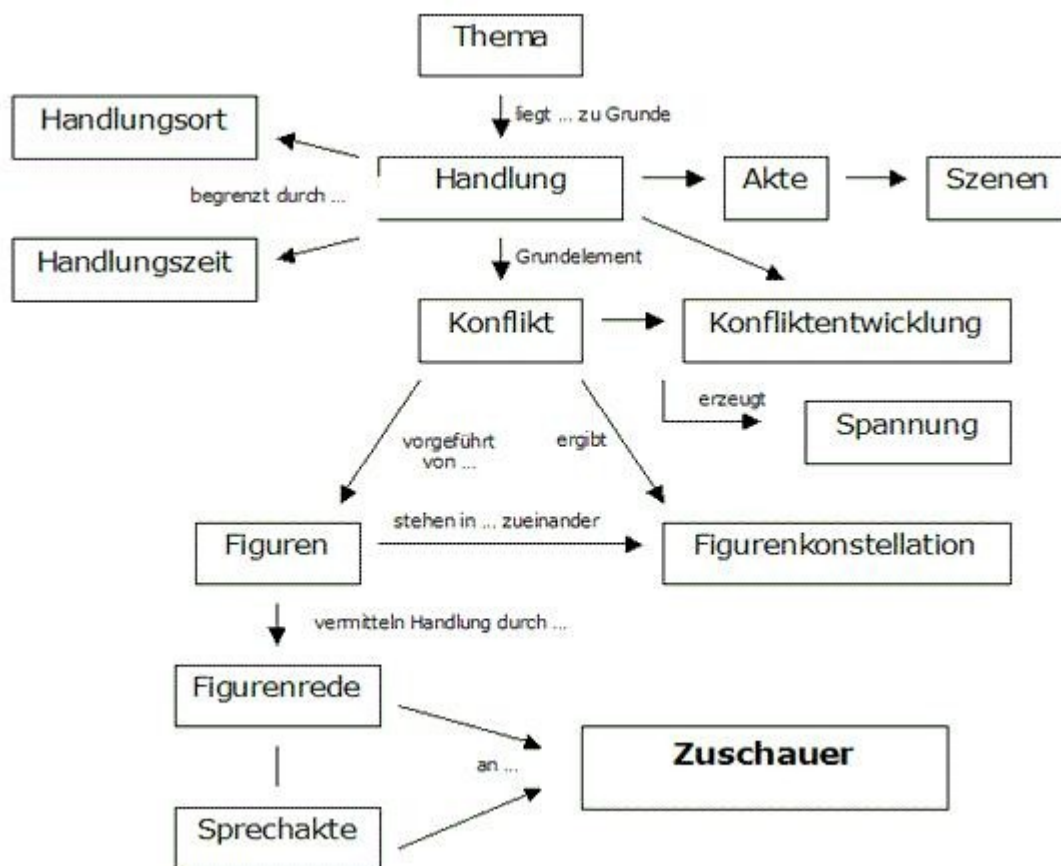 Thema
liegt ... zu Grunde
Handlungsort
Handlung
Akte
Szenen
begrenzt durch ...
Handlungszeit
Grundelement
Konflikt
Konfliktentwicklung
erzeugt
Spannung
vorgeführt
von ...
ergibt
stehen in ... zueinander
Figuren
Figurenkonstellation
vermitteln Handlung durch ...
Figurenrede
Zuschauer
an ...
Sprechakte